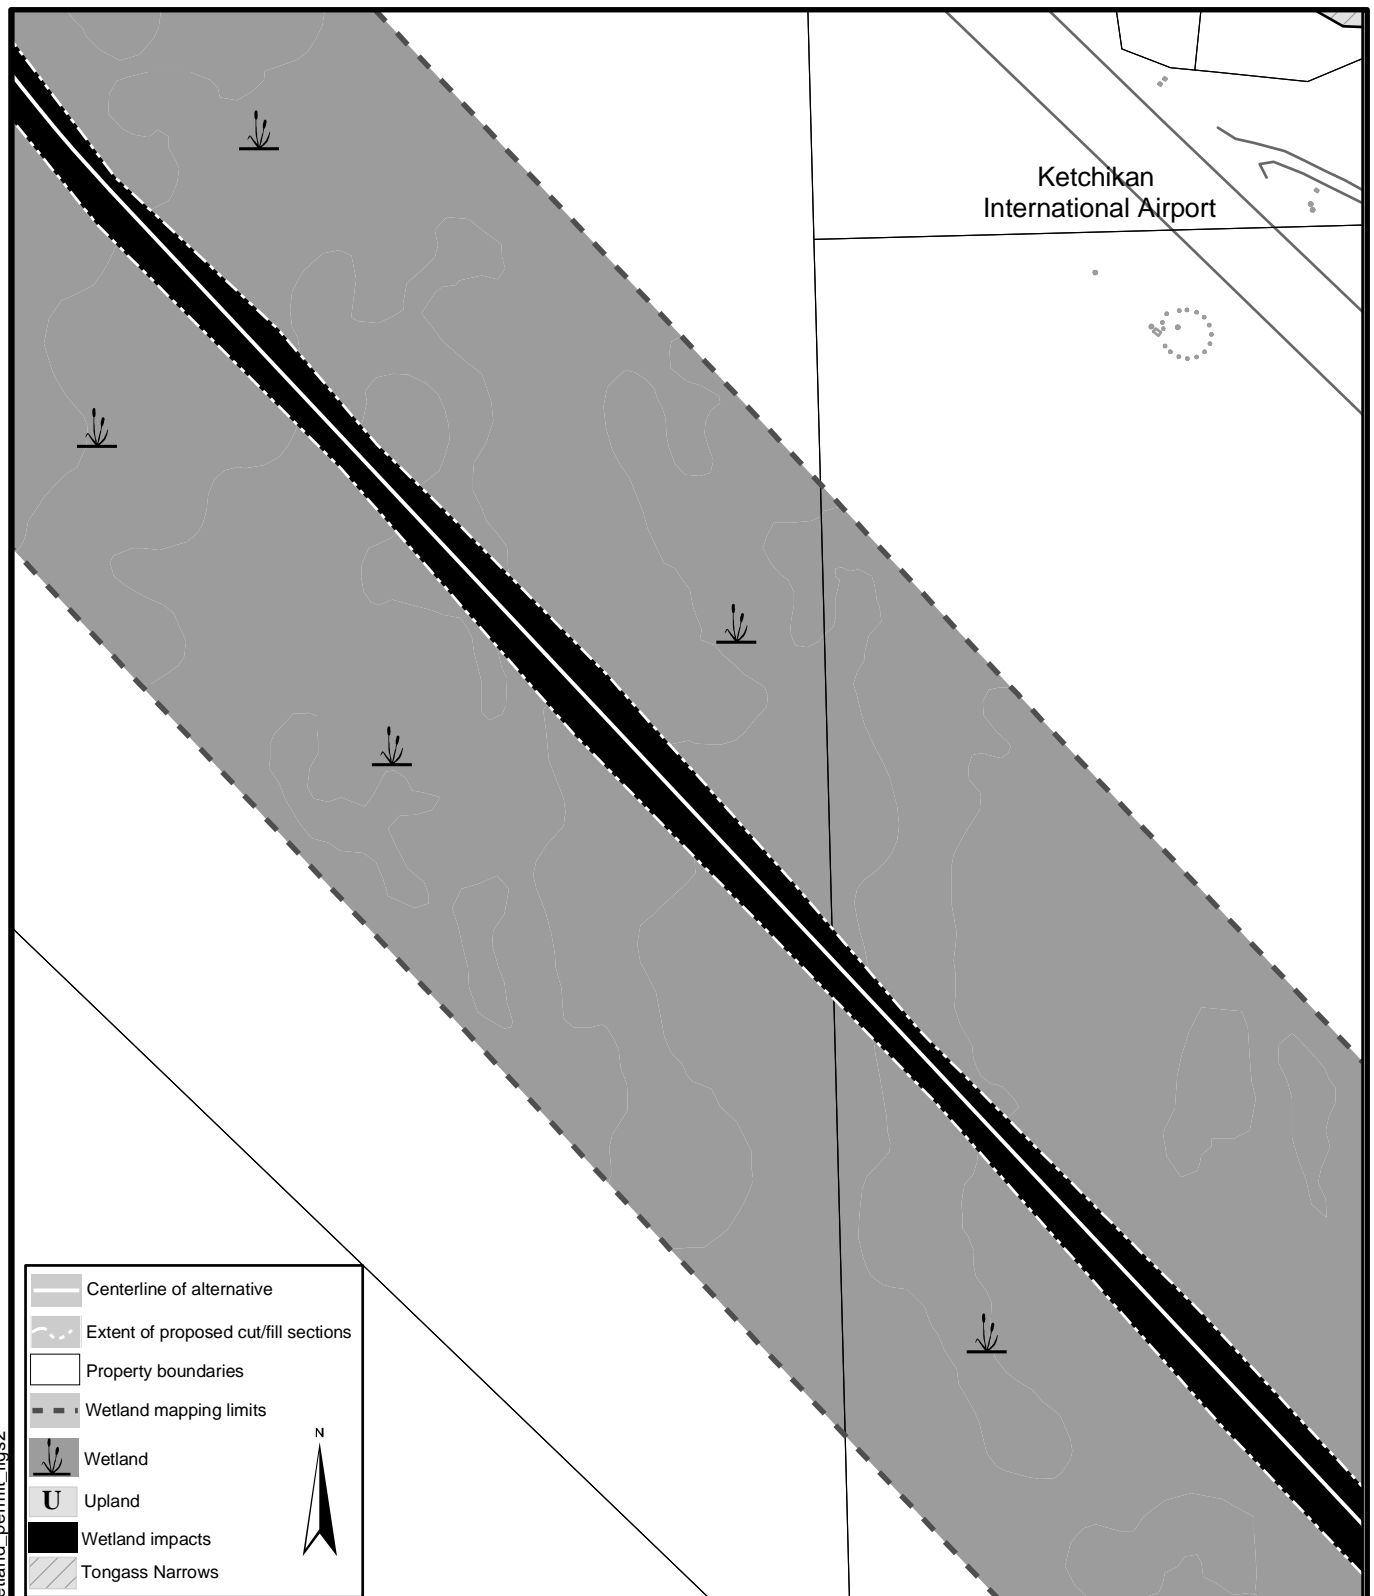 Ketchikan
International Airport
Centerline of alternative
Extent of proposed cut/fill sections
Property boundaries
Wetland mapping limits
N
Wetland
U Upland
Wetland impacts
Tongass Narrows